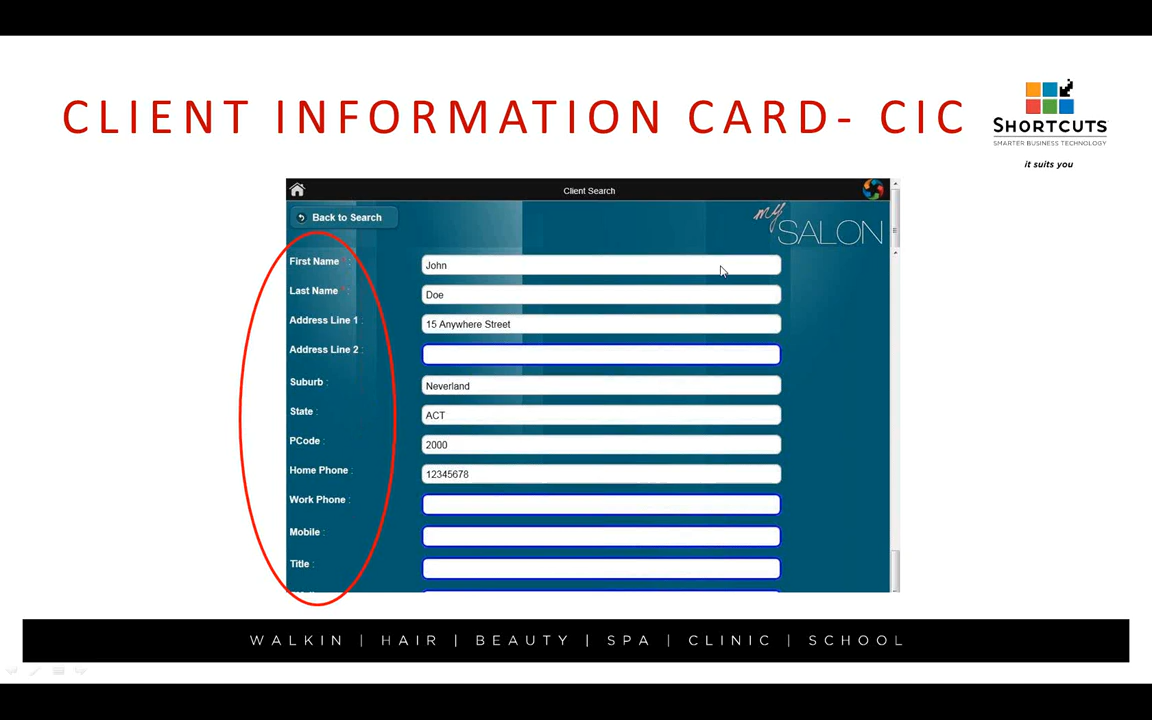 CLIENT INFORMATION CARD- CIC
SHORTCUTS
SMARTER BUSINESS TECHNOLOGY
it suits you
Client Search
Back to Search
my SALON
First Name * : John
Last Name * : Doe
Address Line 1 : 15 Anywhere Street
Address Line 2 :
Suburb : Neverland
State : ACT
PCode : 2000
Home Phone : 12345678
Work Phone :
Mobile :
Title :
WALKIN | HAIR | BEAUTY | SPA | CLINIC | SCHOOL